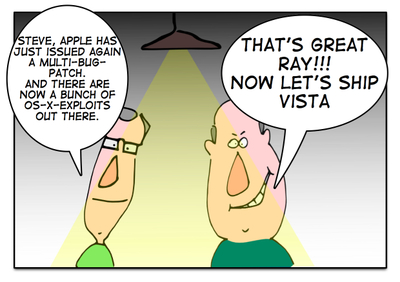 STEVE, APPLE HAS
JUST ISSUED AGAIN
A MULTI-BUG-
PATCH.
AND THERE ARE
NOW A BUNCH OF
OS-X-EXPLOITS
OUT THERE.
THAT'S GREAT
RAY!!!
NOW LET'S SHIP
VISTA